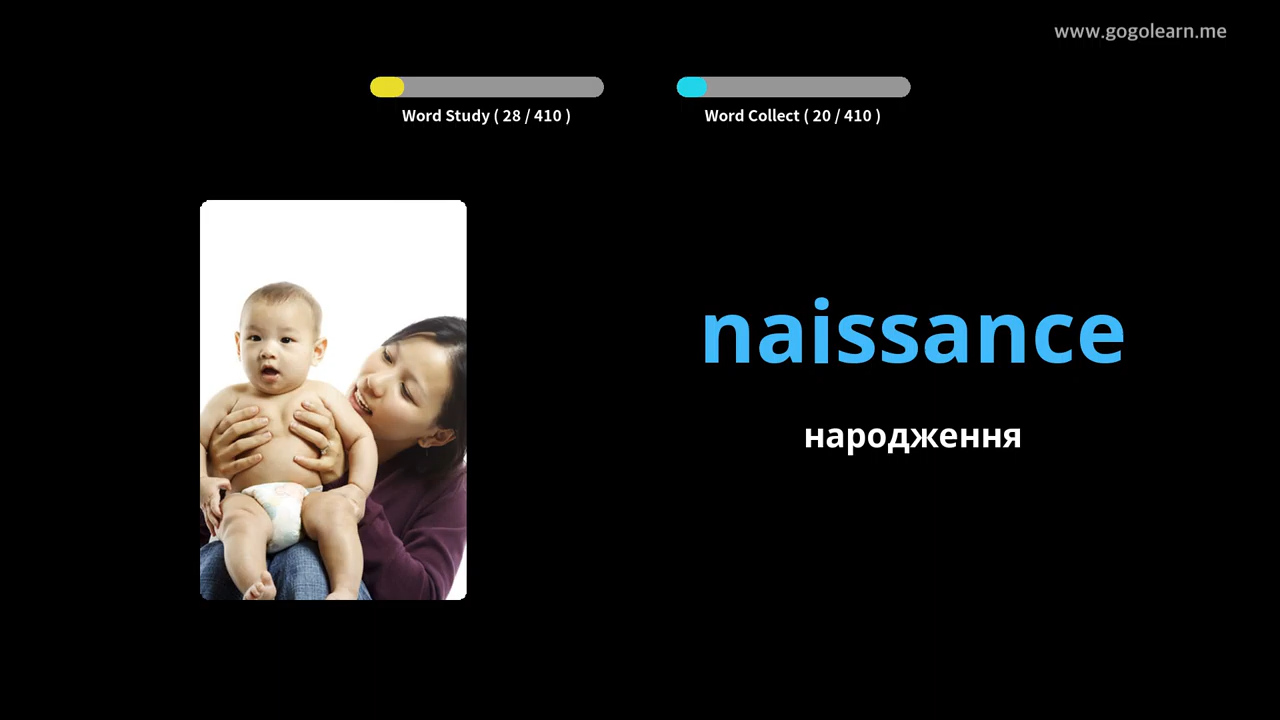 www.gogolearn.me
Word Study ( 28 / 410 )
Word Collect ( 20 / 410 )
naissance
народження